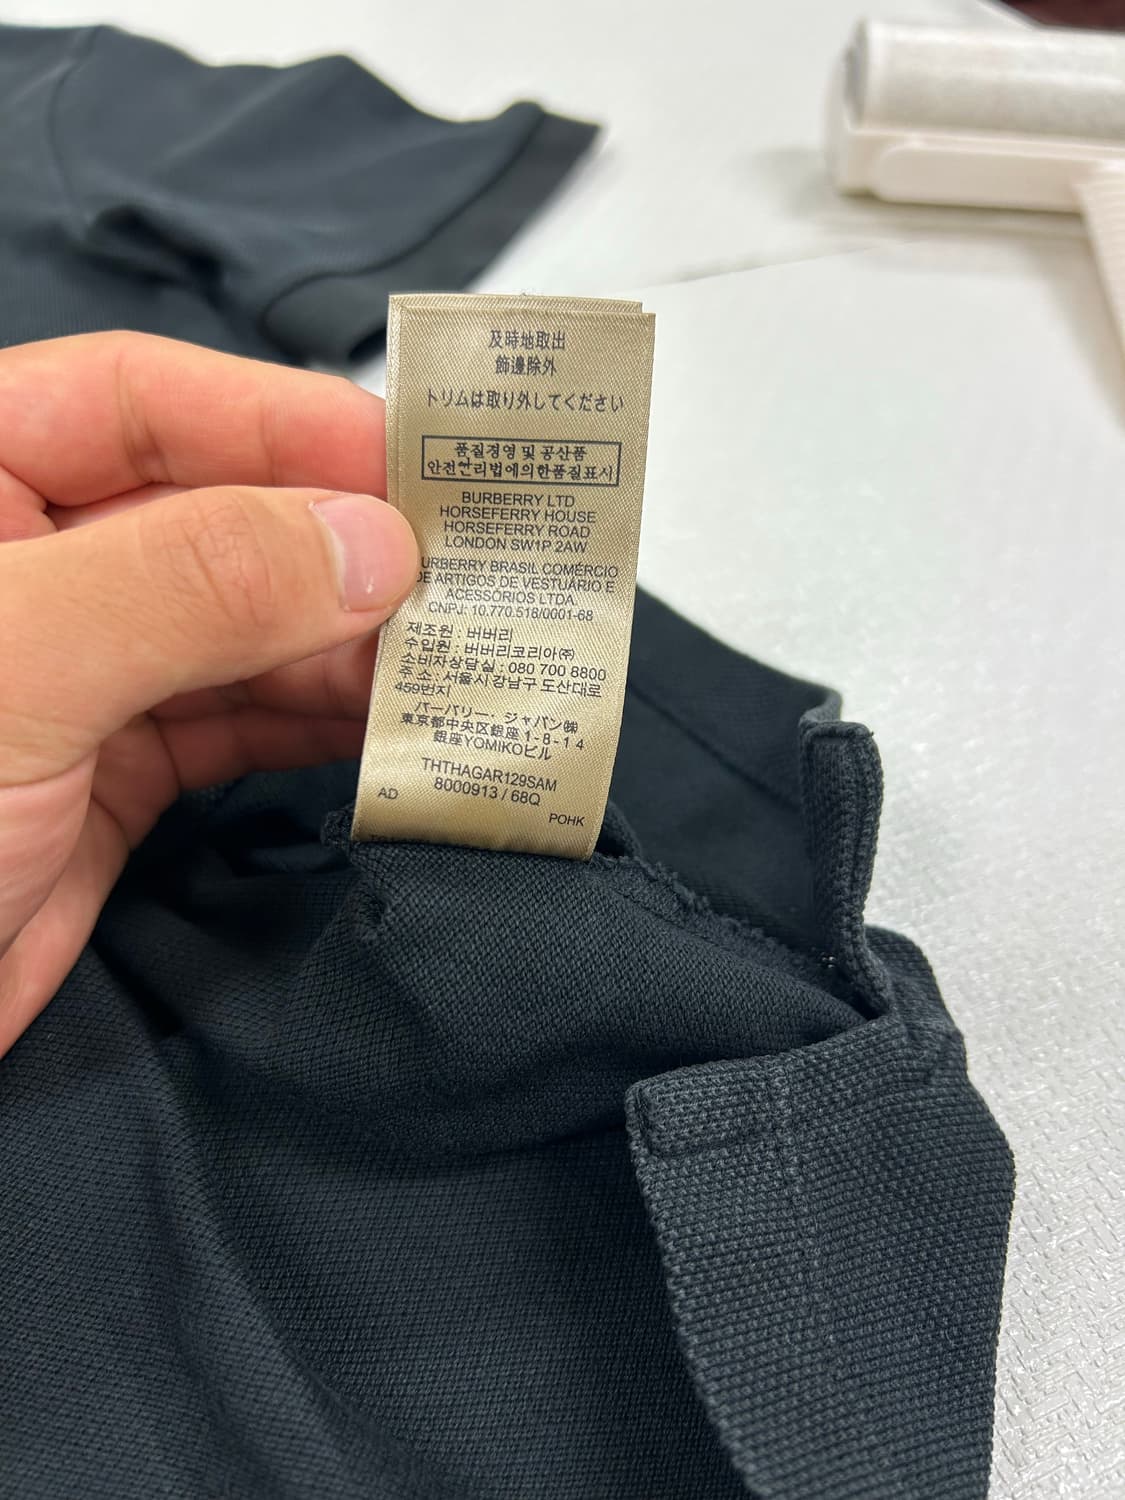 及時地取出
飾邊除外
トリムは取り外してください
품질경영 및 공산품
안전관리법에의한품질표시
BURBERRY LTD
HORSEFERRY HOUSE
HORSEFERRY ROAD
LONDON SW1P 2AW
URBERRY BRASIL COMÉRCIO
DE ARTIGOS DE VESTUÁRIO E
ACESSÓRIOS LTDA
CNPJ: 10.770.518/0001-68
제조원 : 버버리
수입원 : 버버리코리아㈜
소비자상담실 : 080 700 8800
주 소 : 서울시 강남구 도산대로
459번지
バーバリー・ジャパン㈱
東京都中央区銀座1-8-14
銀座YOMIKOビル
THTHAGAR129SAM
8000913 / 68Q
AD
POHK